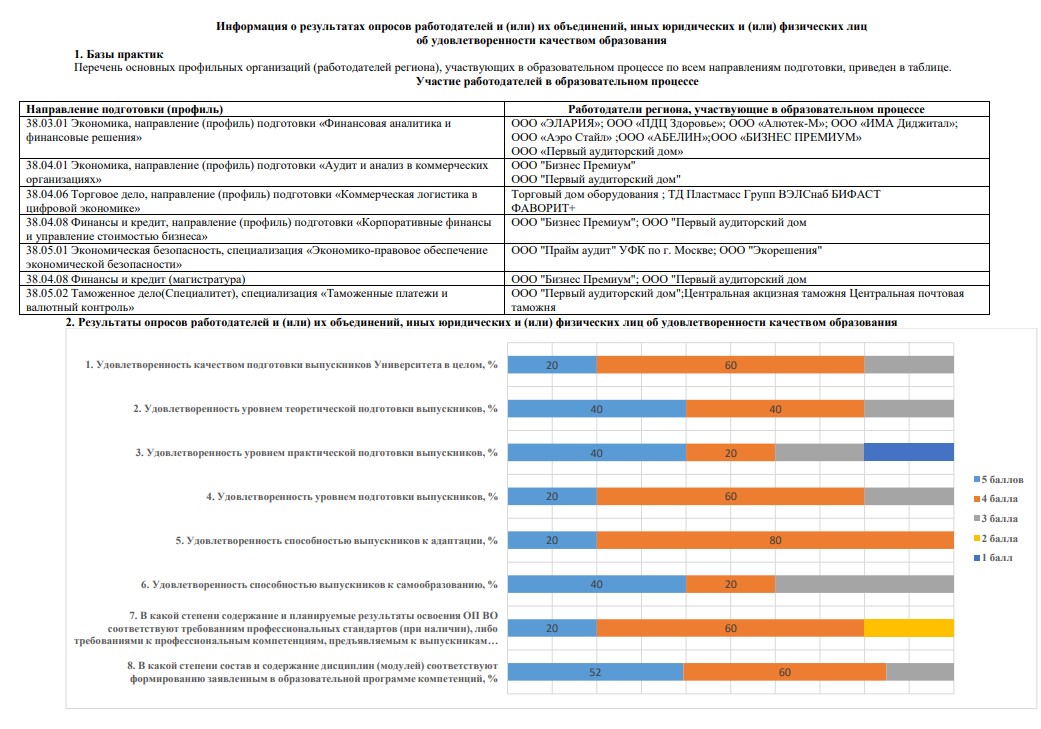 Информация о результатах опросов работодателей и (или) их объединений, иных юридических и (или) физических лиц
об удовлетворенности качеством образования
1. Базы практик
Перечень основных профильных организаций (работодателей региона), участвующих в образовательном процессе по всем направлениям подготовки, приведен в таблице.
Участие работодателей в образовательном процессе
Направление подготовки (профиль)
Работодатели региона, участвующие в образовательном процессе
38.03.01 Экономика, направление (профиль) подготовки «Финансовая аналитика и
финансовые решения»
ООО «ЭЛАРИЯ»; ООО «ПДЦ Здоровье»; ООО «Алютек-М»; ООО «ИМА Диджитал»;
ООО «Аэро Стайл» ;ООО «АБЕЛИН»;ООО «БИЗНЕС ПРЕМИУМ»
ООО «Первый аудиторский дом»
38.04.01 Экономика, направление (профиль) подготовки «Аудит и анализ в коммерческих
организациях»
ООО "Бизнес Премиум"
ООО "Первый аудиторский дом"
38.04.06 Торговое дело, направление (профиль) подготовки «Коммерческая логистика в
цифровой экономике»
Торговый дом оборудования ; ТД Пластмасс Групп ВЭЛСнаб БИФАСТ
ФАВОРИТ+
38.04.08 Финансы и кредит, направление (профиль) подготовки «Корпоративные финансы
и управление стоимостью бизнеса»
ООО "Бизнес Премиум"; ООО "Первый аудиторский дом
38.05.01 Экономическая безопасность, специализация «Экономико-правовое обеспечение
экономической безопасности»
ООО "Прайм аудит" УФК по г. Москве; ООО "Экорешения"
38.04.08 Финансы и кредит (магистратура)
ООО "Бизнес Премиум"; ООО "Первый аудиторский дом
38.05.02 Таможенное дело(Специалитет), специализация «Таможенные платежи и
валютный контроль»
ООО "Первый аудиторский дом";Центральная акцизная таможня Центральная почтовая
таможня
2. Результаты опросов работодателей и (или) их объединений, иных юридических и (или) физических лиц об удовлетворенности качеством образования
1. Удовлетворенность качеством подготовки выпускников Университета в целом, %
20 60
2. Удовлетворенность уровнем теоретической подготовки выпускников, %
40 40
3. Удовлетворенность уровнем практической подготовки выпускников, %
40 20
4. Удовлетворенность уровнем подготовки выпускников, %
20 60
5. Удовлетворенность способностью выпускников к адаптации, %
20 80
6. Удовлетворенность способностью выпускников к самообразованию, %
40 20
7. В какой степени содержание и планируемые результаты освоения ОП ВО
соответствуют требованиям профессиональных стандартов (при наличии), либо
требованиями к профессиональным компетенциям, предъявляемым к выпускникам…
20 60
8. В какой степени состав и содержание дисциплин (модулей) соответствуют
формированию заявленным в образовательной программе компетенций, %
52 60
5 баллов
4 балла
3 балла
2 балла
1 балл